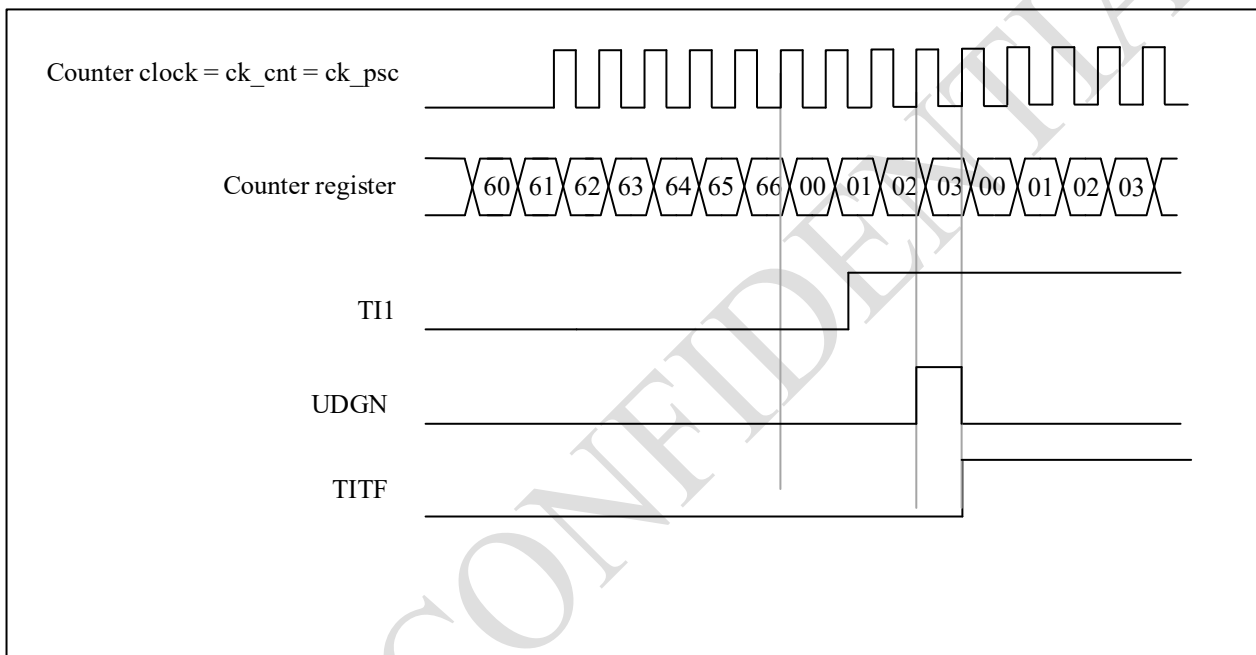 Counter clock = ck_cnt = ck_psc
Counter register 60 61 62 63 64 65 66 00 01 02 03 00 01 02 03
TI1
UDGN
TITF
CONFIDENTIA